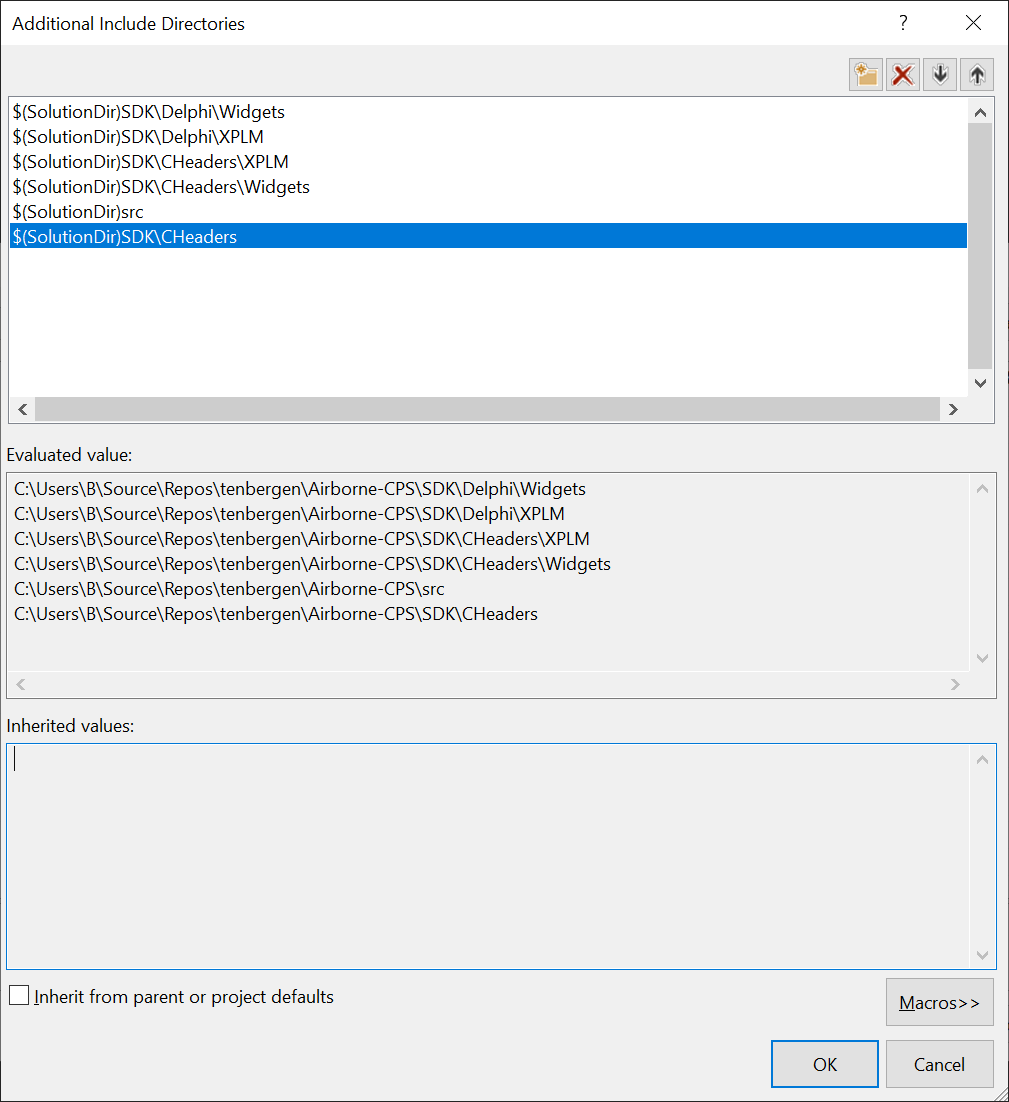 Additional Include Directories
?
$(SolutionDir)SDK\Delphi\Widgets
$(SolutionDir)SDK\Delphi\XPLM
$(SolutionDir)SDK\CHeaders\XPLM
$(SolutionDir)SDK\CHeaders\Widgets
$(SolutionDir)src
$(SolutionDir)SDK\CHeaders
Evaluated value:
C:\Users\B\Source\Repos\tenbergen\Airborne-CPS\SDK\Delphi\Widgets
C:\Users\B\Source\Repos\tenbergen\Airborne-CPS\SDK\Delphi\XPLM
C:\Users\B\Source\Repos\tenbergen\Airborne-CPS\SDK\CHeaders\XPLM
C:\Users\B\Source\Repos\tenbergen\Airborne-CPS\SDK\CHeaders\Widgets
C:\Users\B\Source\Repos\tenbergen\Airborne-CPS\src
C:\Users\B\Source\Repos\tenbergen\Airborne-CPS\SDK\CHeaders
Inherited values:
Inherit from parent or project defaults
Macros>>
OK
Cancel